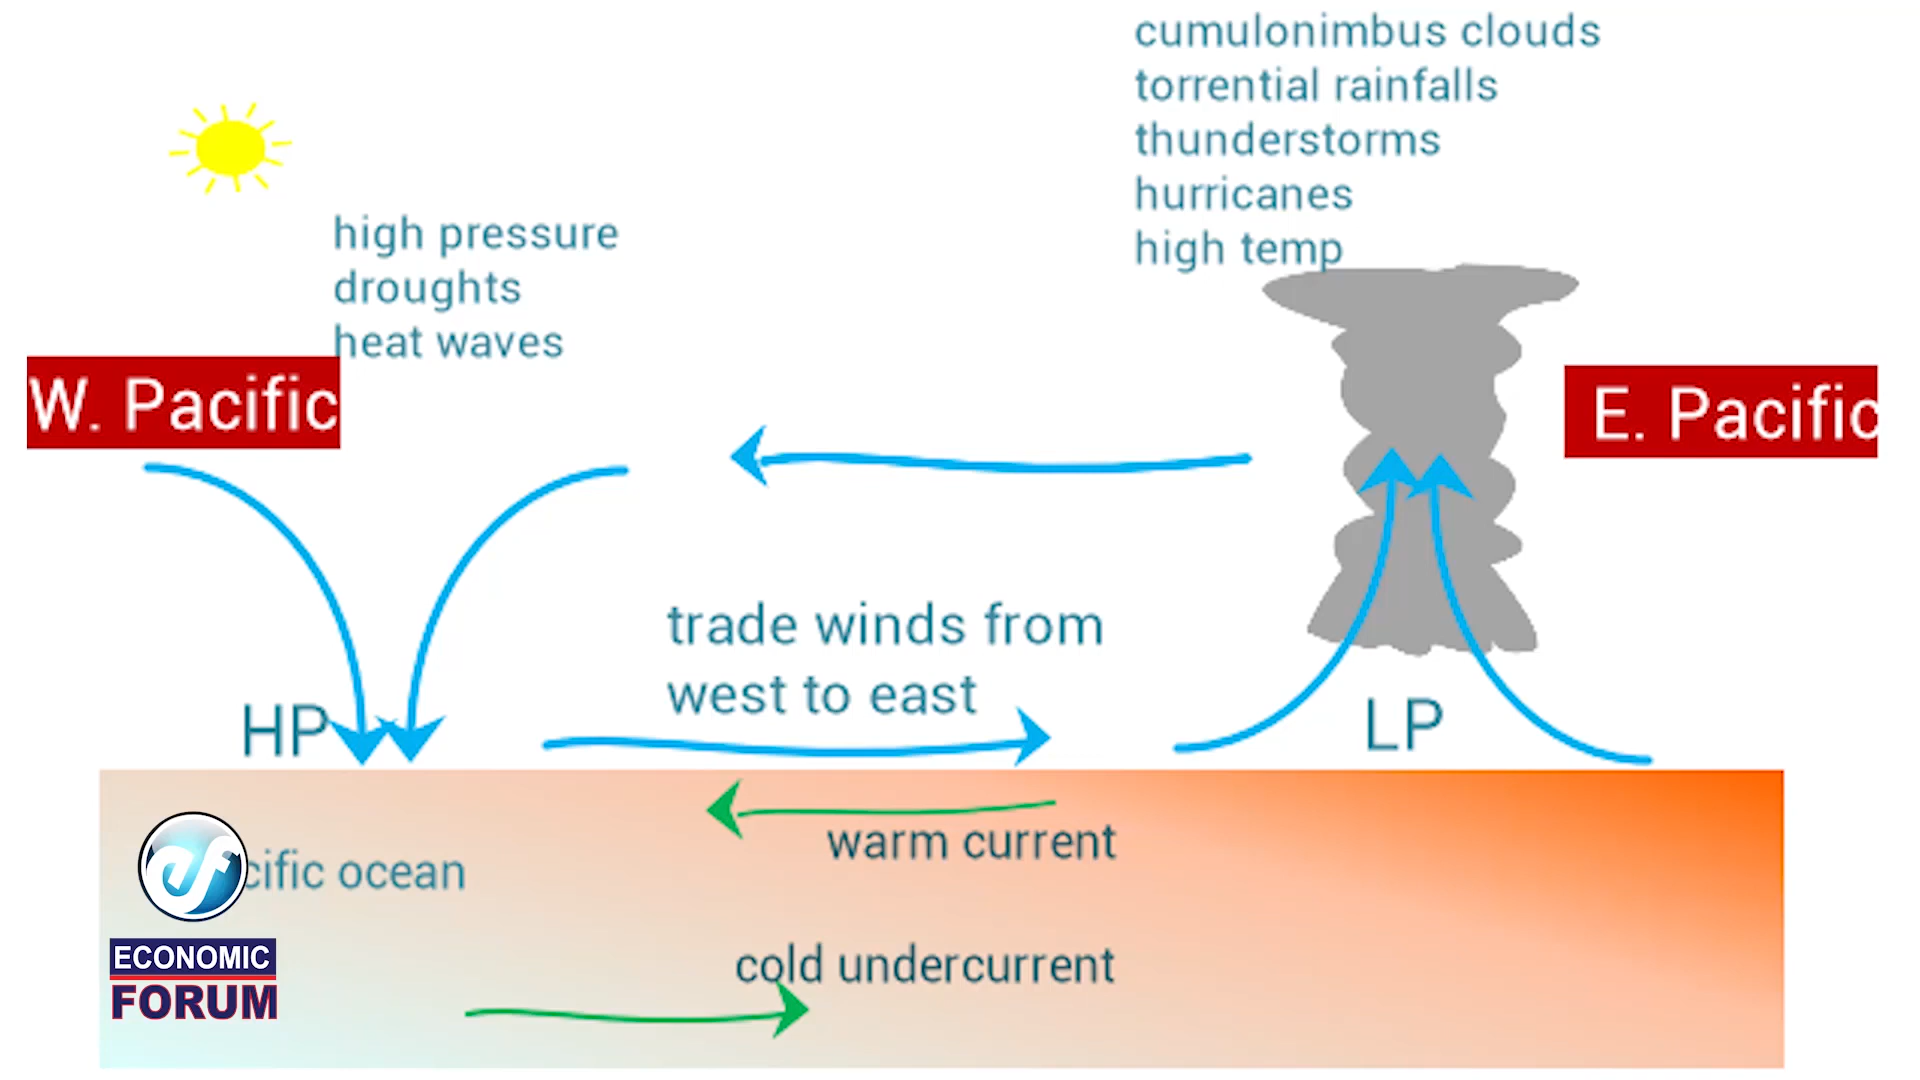 cumulonimbus clouds
torrential rainfalls
thunderstorms
hurricanes
high temp
high pressure
droughts
heat waves
W. Pacific
E. Pacific
trade winds from
west to east
HP
LP
warm current
cific ocean
cold undercurrent
ef
ECONOMIC
FORUM